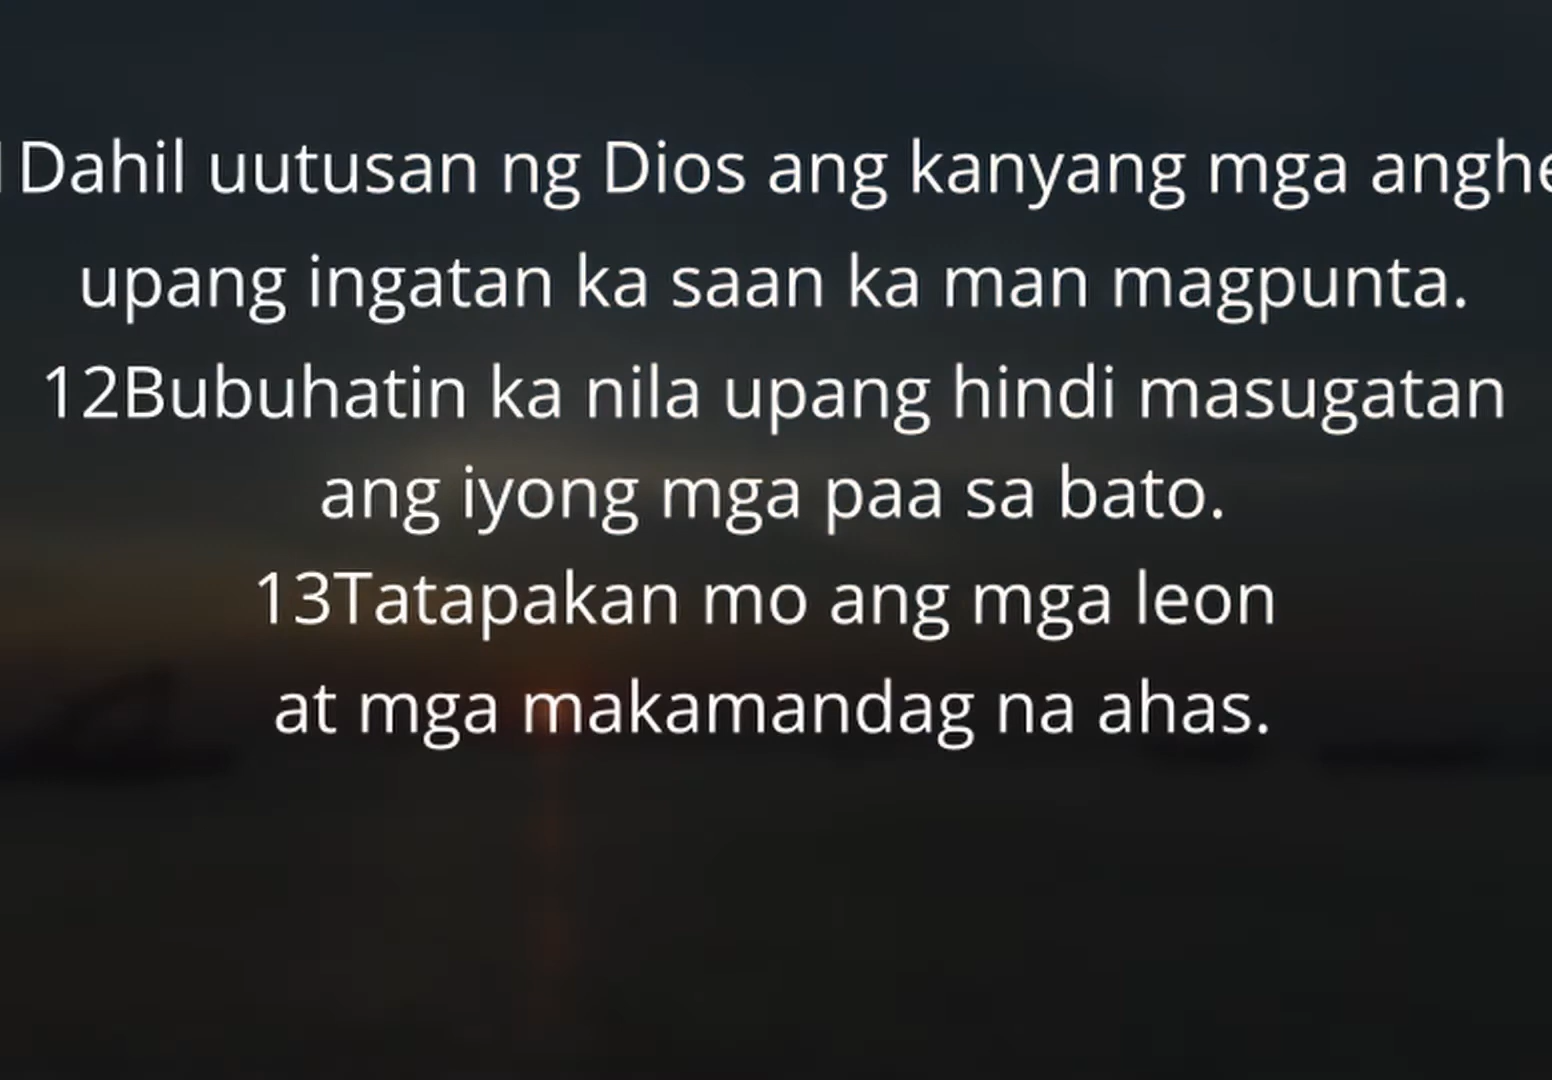 Dahil uutusan ng Dios ang kanyang mga
upang ingatan ka saan ka man magpunta.
12Bubuhatin ka nila upang hindi masugatan
ang iyong mga paa sa bato.
13Tatapakan mo ang mga leon
at mga makamandag na ahas.